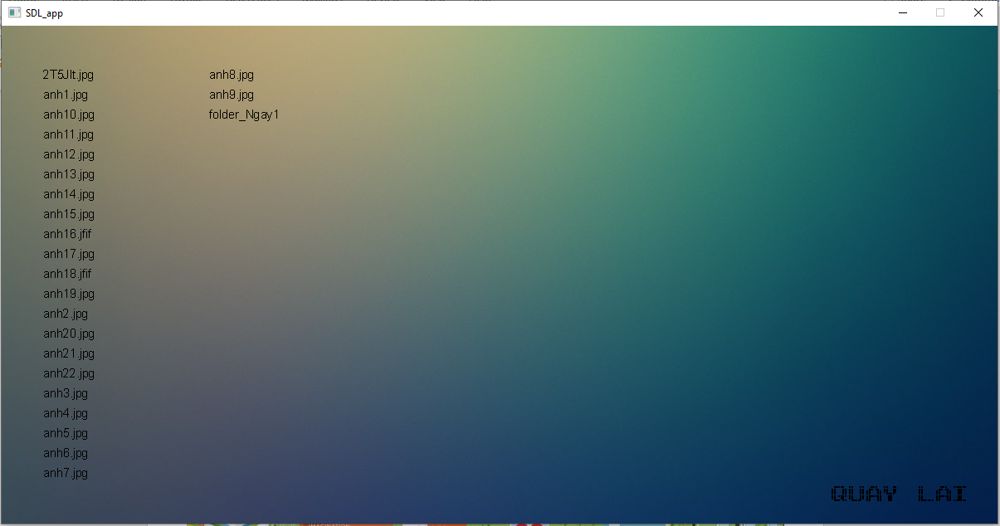 SDL_app
2T5Jlt.jpg
anh1.jpg
anh10.jpg
anh11.jpg
anh12.jpg
anh13.jpg
anh14.jpg
anh15.jpg
anh16.jfif
anh17.jpg
anh18.jfif
anh19.jpg
anh2.jpg
anh20.jpg
anh21.jpg
anh22.jpg
anh3.jpg
anh4.jpg
anh5.jpg
anh6.jpg
anh7.jpg
anh8.jpg
anh9.jpg
folder_Ngay1
QUAY LAI